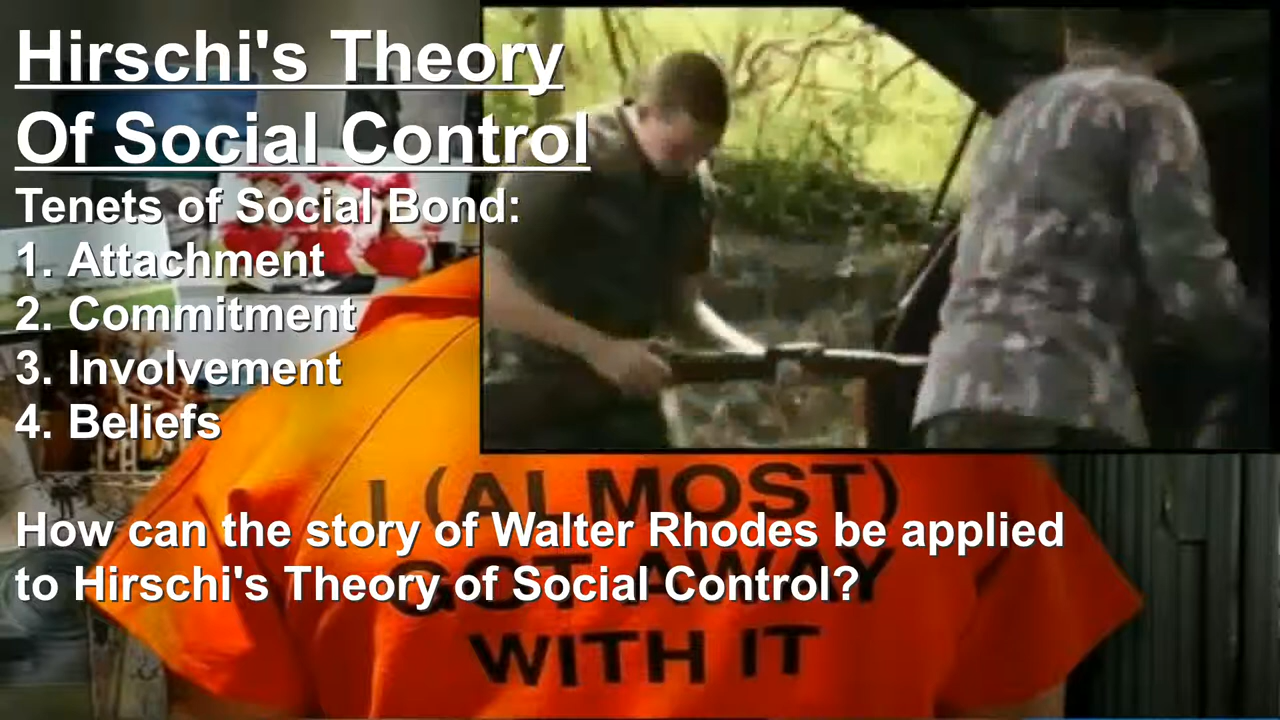 Hirschi's Theory
Of Social Control
Tenets of Social Bond:
1. Attachment
2. Commitment
3. Involvement
4. Beliefs
I (ALMOST)
How can the story of Walter Rhodes be applied
GOT AWAY
to Hirschi's Theory of Social Control?
WITH IT